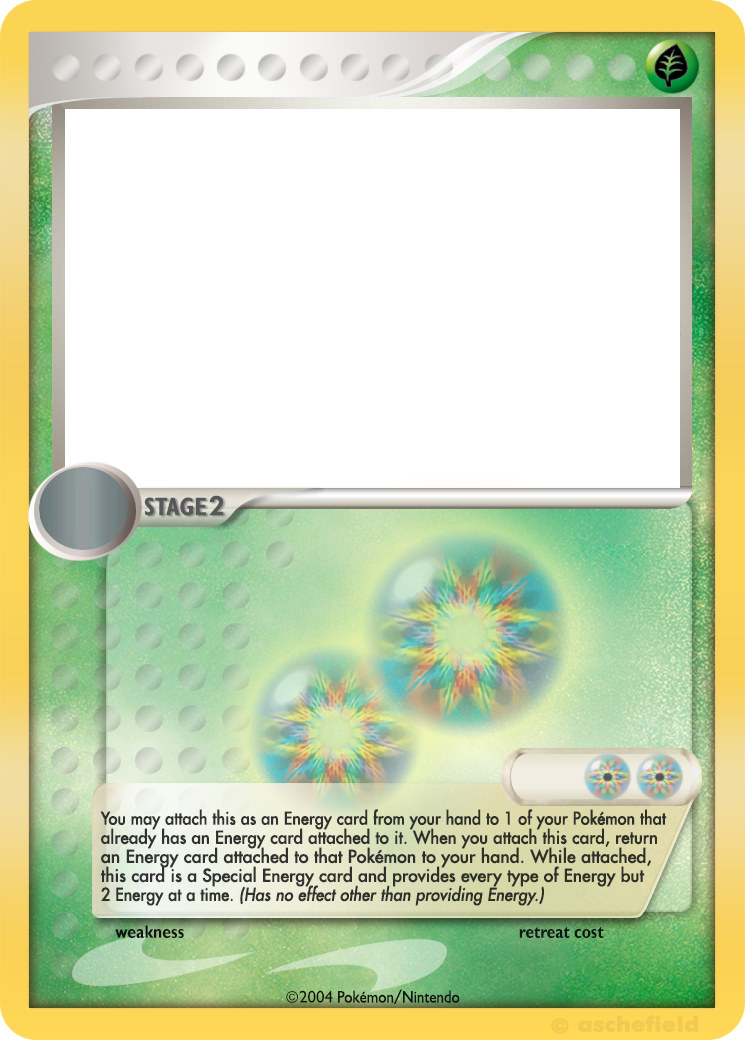 STAGE2
You may attach this as an Energy card from your hand to 1 of your Pokémon that
already has an Energy card attached to it. When you attach this card, return
an Energy card attached to that Pokémon to your hand. While attached,
this card is a Special Energy card and provides every type of Energy but
2 Energy at a time. (Has no effect other than providing Energy.)
weakness retreat cost
©2004 Pokémon/Nintendo
© aschefield